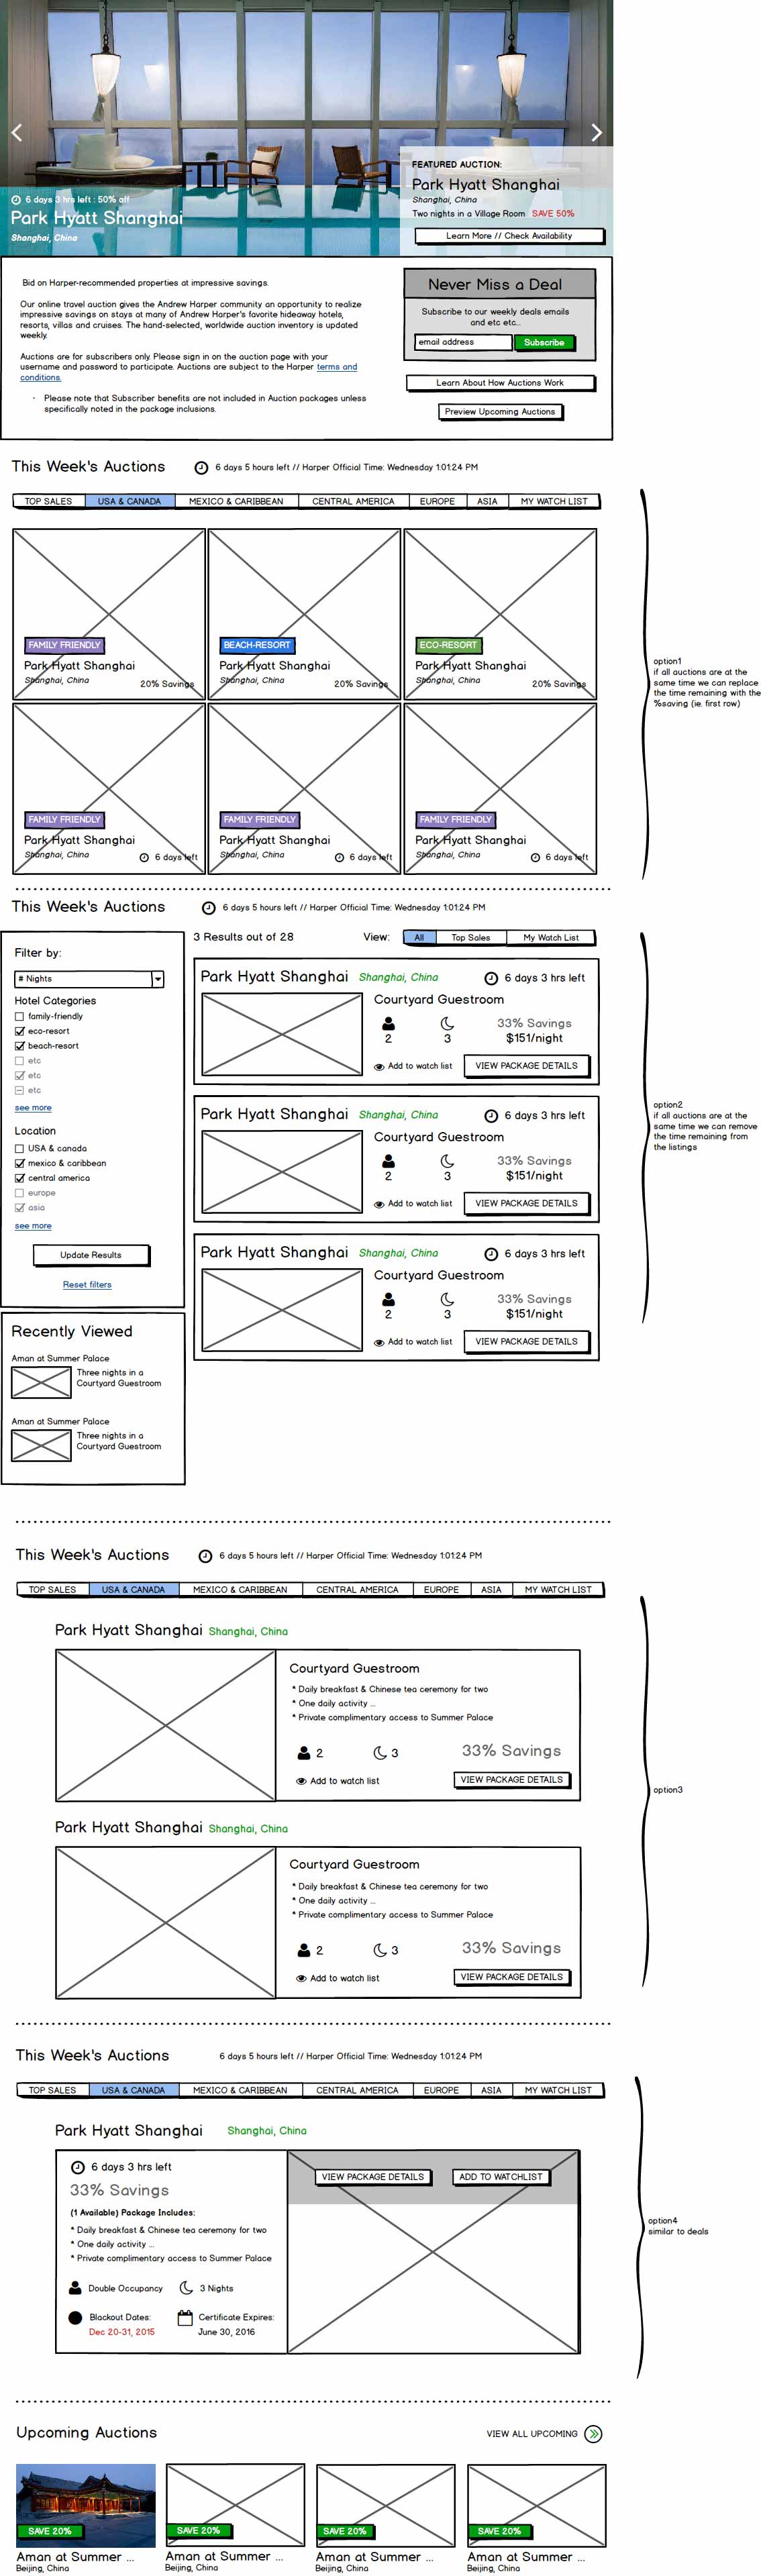 6 days 3 hrs left : 50% off
Park Hyatt Shanghai
Shanghai, China
FEATURED AUCTION:
Park Hyatt Shanghai
Shanghai, China
Two nights in a Village Room SAVE 50%
Learn More // Check Availability
Bid on Harper-recommended properties at impressive savings.
Our online travel auction gives the Andrew Harper community an opportunity to realize
impressive savings on stays at many of Andrew Harper's favorite hideaway hotels,
resorts, villas and cruises. The hand-selected, worldwide auction inventory is updated
weekly.
Auctions are for subscribers only. Please sign in on the auction page with your
username and password to participate. Auctions are subject to the Harper terms and
conditions.
· Please note that Subscriber benefits are not included in Auction packages unless
specifically noted in the package inclusions.
Never Miss a Deal
Subscribe to our weekly deals emails
and etc etc...
email address Subscribe
Learn About How Auctions Work
Preview Upcoming Auctions
This Week's Auctions 6 days 5 hours left // Harper Official Time: Wednesday 1:01:24 PM
TOP SALES USA & CANADA MEXICO & CARIBBEAN CENTRAL AMERICA EUROPE ASIA MY WATCH LIST
FAMILY FRIENDLY
Park Hyatt Shanghai
Shanghai, China
20% Savings
BEACH-RESORT
Park Hyatt Shanghai
Shanghai, China
20% Savings
ECO-RESORT
Park Hyatt Shanghai
Shanghai, China
20% Savings
FAMILY FRIENDLY
Park Hyatt Shanghai
Shanghai, China
6 days left
FAMILY FRIENDLY
Park Hyatt Shanghai
Shanghai, China
6 days left
FAMILY FRIENDLY
Park Hyatt Shanghai
Shanghai, China
6 days left
option1
if all auctions are at the
same time we can replace
the time remaining with the
%saving (ie. first row)
This Week's Auctions 6 days 5 hours left // Harper Official Time: Wednesday 1:01:24 PM
Filter by:
# Nights
Hotel Categories
family-friendly
eco-resort
beach-resort
etc
etc
etc
see more
Location
USA & canada
mexico & caribbean
central america
europe
asia
see more
Update Results
Reset filters
Recently Viewed
Aman at Summer Palace
Three nights in a
Courtyard Guestroom
Aman at Summer Palace
Three nights in a
Courtyard Guestroom
3 Results out of 28 View: All Top Sales My Watch List
Park Hyatt Shanghai Shanghai, China 6 days 3 hrs left
Courtyard Guestroom
33% Savings
2 3 $151/night
Add to watch list VIEW PACKAGE DETAILS
Park Hyatt Shanghai Shanghai, China 6 days 3 hrs left
Courtyard Guestroom
33% Savings
2 3 $151/night
Add to watch list VIEW PACKAGE DETAILS
Park Hyatt Shanghai Shanghai, China 6 days 3 hrs left
Courtyard Guestroom
33% Savings
2 3 $151/night
Add to watch list VIEW PACKAGE DETAILS
option2
if all auctions are at the
same time we can remove
the time remaining from
the listings
This Week's Auctions 6 days 5 hours left // Harper Official Time: Wednesday 1:01:24 PM
TOP SALES USA & CANADA MEXICO & CARIBBEAN CENTRAL AMERICA EUROPE ASIA MY WATCH LIST
Park Hyatt Shanghai Shanghai, China
Courtyard Guestroom
* Daily breakfast & Chinese tea ceremony for two
* One daily activity ...
* Private complimentary access to Summer Palace
2 3 33% Savings
Add to watch list VIEW PACKAGE DETAILS
Park Hyatt Shanghai Shanghai, China
Courtyard Guestroom
* Daily breakfast & Chinese tea ceremony for two
* One daily activity ...
* Private complimentary access to Summer Palace
2 3 33% Savings
Add to watch list VIEW PACKAGE DETAILS
option3
This Week's Auctions 6 days 5 hours left // Harper Official Time: Wednesday 1:01:24 PM
TOP SALES USA & CANADA MEXICO & CARIBBEAN CENTRAL AMERICA EUROPE ASIA MY WATCH LIST
Park Hyatt Shanghai Shanghai, China
6 days 3 hrs left
33% Savings
(1 Available) Package Includes:
* Daily breakfast & Chinese tea ceremony for two
* One daily activity ...
* Private complimentary access to Summer Palace
Double Occupancy 3 Nights
Blackout Dates: Certificate Expires:
Dec 20-31, 2015 June 30, 2016
VIEW PACKAGE DETAILS ADD TO WATCHLIST
option4
similar to deals
Upcoming Auctions VIEW ALL UPCOMING
SAVE 20% SAVE 20% SAVE 20% SAVE 20%
Aman at Summer ... Aman at Summer ... Aman at Summer ... Aman at Summer ...
Beijing, China Beijing, China Beijing, China Beijing, China